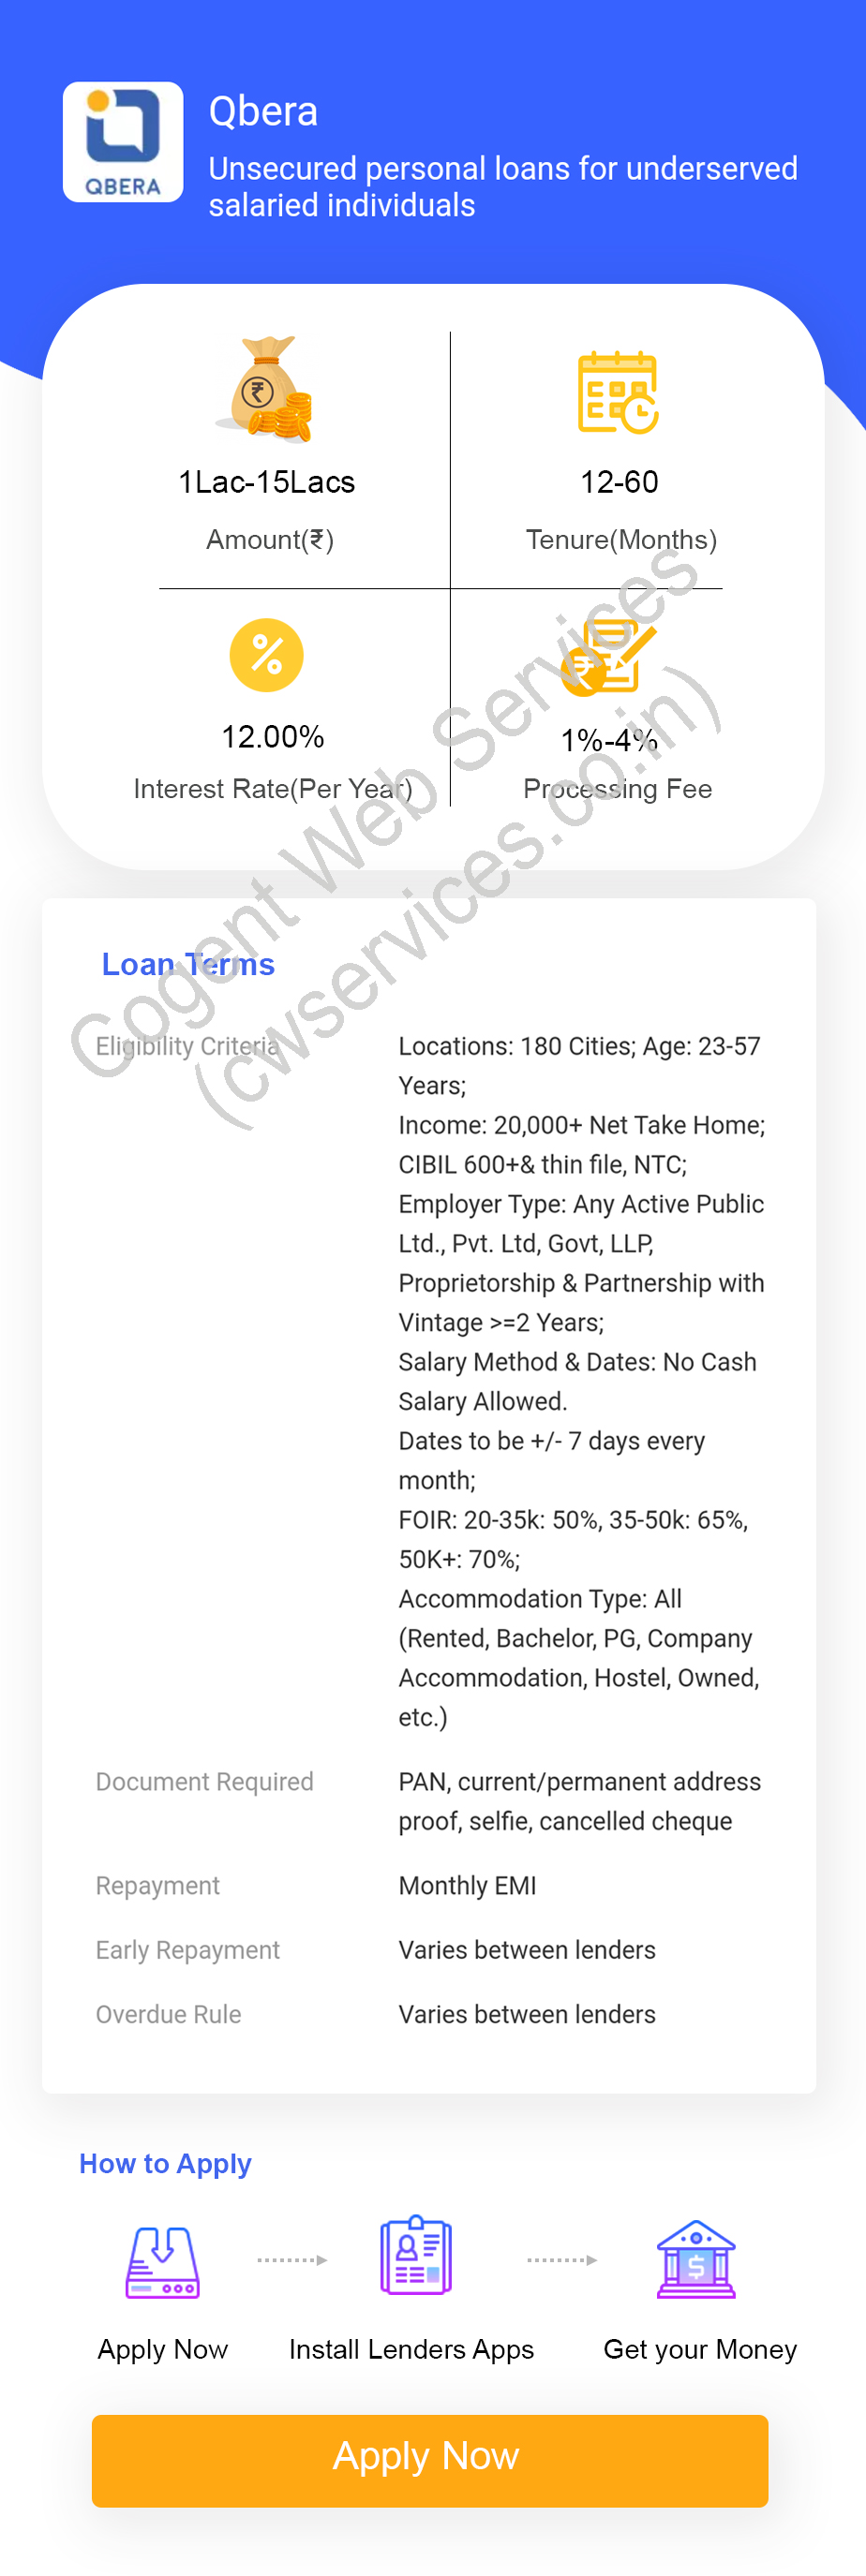 QBERA
Qbera
Unsecured personal loans for underserved
salaried individuals
₹
1Lac-15Lacs
Amount(₹)
12-60
Tenure(Months)
%
12.00%
Interest Rate(Per Year)
₹
1%-4%
Processing Fee
Cogent Web Services
(cwservices.co.in)
Loan Terms
Eligibility Criteria
Locations: 180 Cities; Age: 23-57
Years;
Income: 20,000+ Net Take Home;
CIBIL 600+& thin file, NTC;
Employer Type: Any Active Public
Ltd., Pvt. Ltd, Govt, LLP,
Proprietorship & Partnership with
Vintage >=2 Years;
Salary Method & Dates: No Cash
Salary Allowed.
Dates to be +/- 7 days every
month;
FOIR: 20-35k: 50%, 35-50k: 65%,
50K+: 70%;
Accommodation Type: All
(Rented, Bachelor, PG, Company
Accommodation, Hostel, Owned,
etc.)
Document Required
PAN, current/permanent address
proof, selfie, cancelled cheque
Repayment
Monthly EMI
Early Repayment
Varies between lenders
Overdue Rule
Varies between lenders
How to Apply
$
Apply Now
Install Lenders Apps
Get your Money
Apply Now